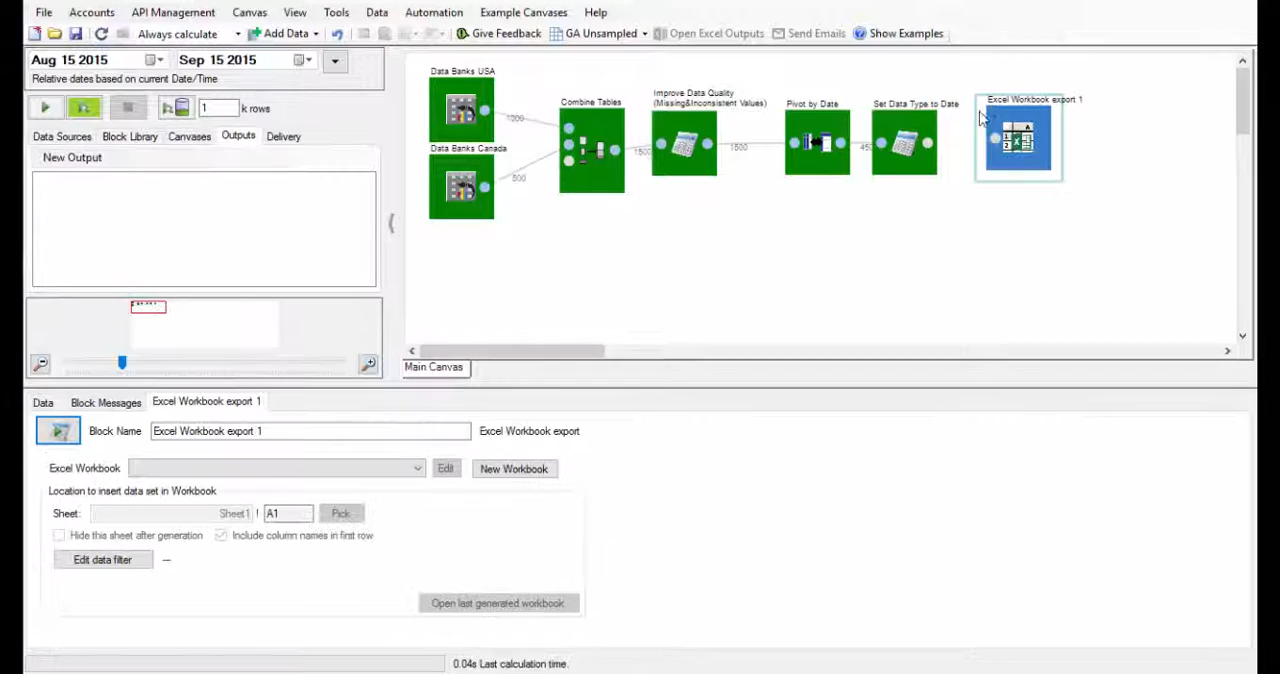 File Accounts API Management Canvas View Tools Data Automation Example Canvases Help
Always calculate Add Data GA Unsampled Give Feedback Open Excel Outputs Send Emails Show Examples
Aug 15 2015 Sep 15 2015
Relative dates based on current Date/Time
1 k rows
Data Sources Block Library Canvases Outputs Delivery
New Output
Data Banks USA
Data Banks Canada
Combine Tables
Improve Data Quality
(Missing&Inconsistent Values)
Pivot by Date
Set Data Type to Date
Excel Workbook export 1
1000
500
1500
1500
450
Main Canvas
Data Block Messages Excel Workbook export 1
Block Name Excel Workbook export 1 Excel Workbook export
Excel Workbook Edit New Workbook
Location to insert data set in Workbook
Sheet: Sheet1 ! A1 Pick
Hide this sheet after generation Include column names in first row
Edit data filter —
Open last generated workbook
0.04s Last calculation time.